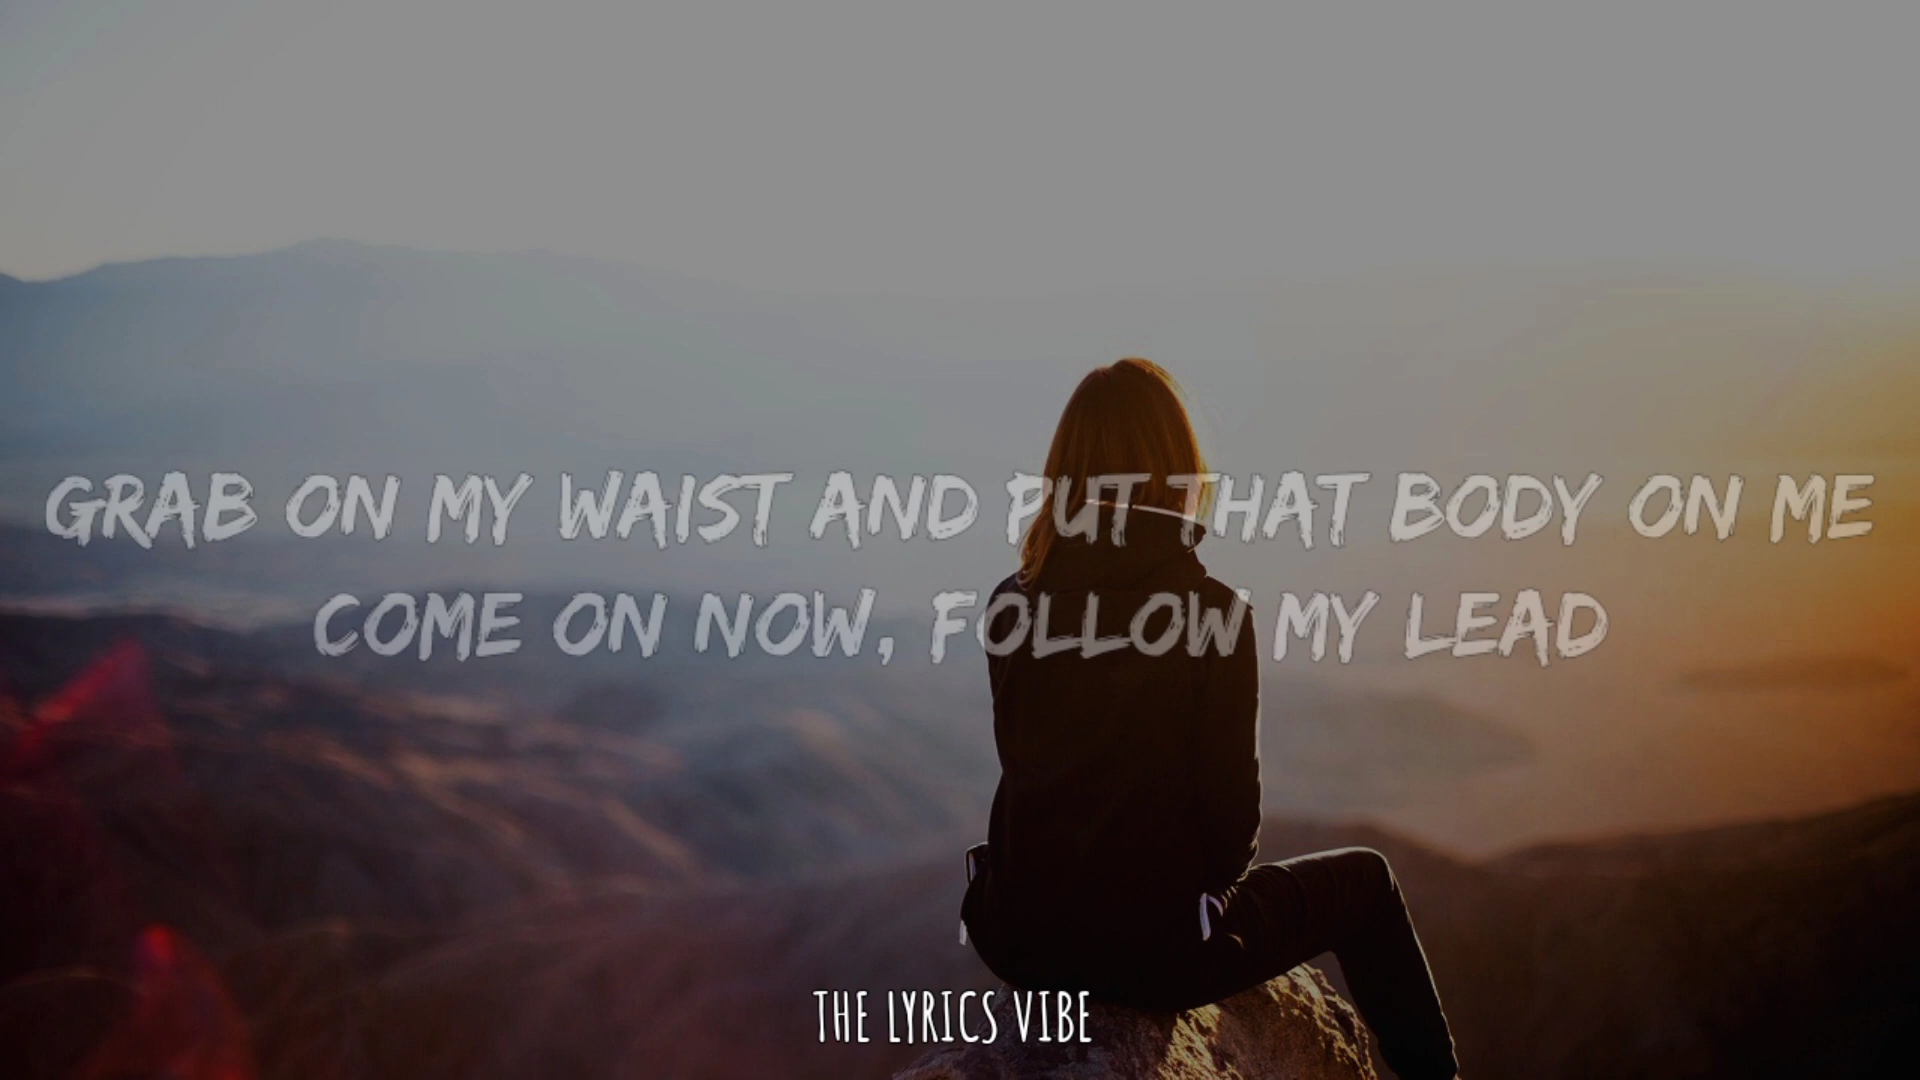 GRAB ON MY WAIST AND PUT THAT BODY ON ME
COME ON NOW, FOLLOW MY LEAD
THE LYRICS VIBE